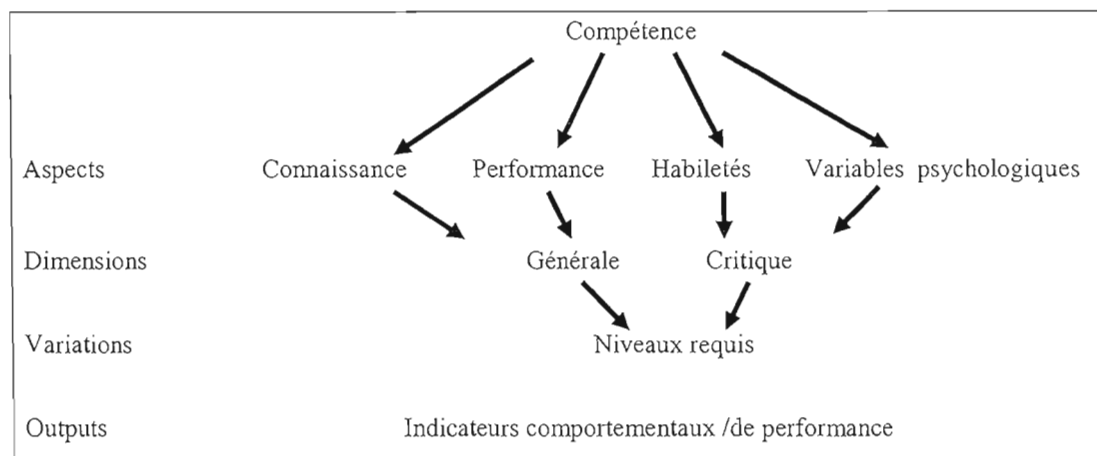 Compétence
Aspects Connaissance Performance Habiletés Variables psychologiques
Dimensions Générale Critique
Variations Niveaux requis
Outputs Indicateurs comportementaux /de performance